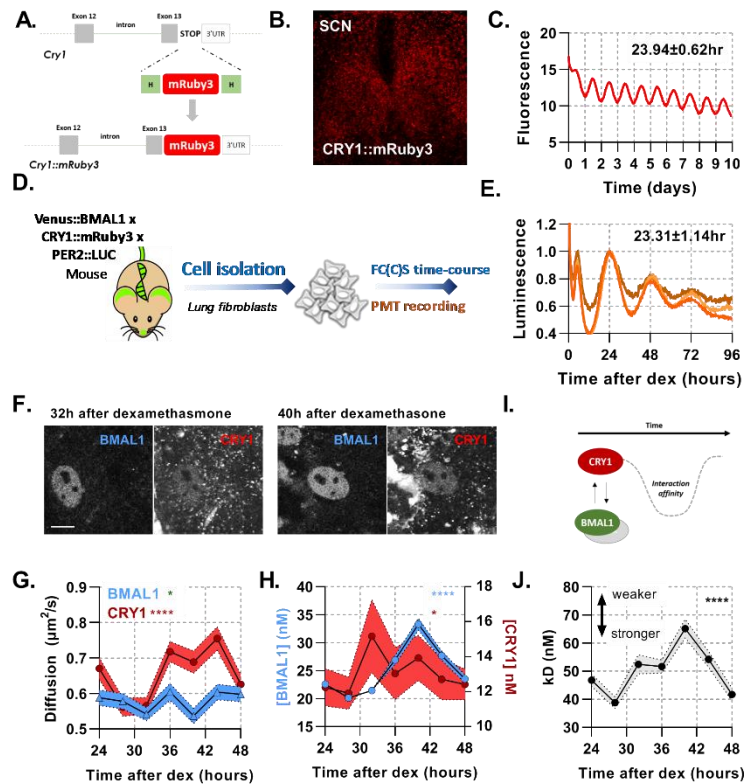 A.
Exon 12
intron
Exon 13
STOP
3'UTR
Cry1
H
mRuby3
H
Exon 12
intron
Exon 13
mRuby3
3'UTR
Cry1::mRuby3
B.
SCN
CRY1::mRuby3
C.
23.94±0.62hr
Fluorescence
20
15
10
5
0 1 2 3 4 5 6 7 8 9 10
Time (days)
D.
Venus::BMAL1 x
CRY1::mRuby3 x
PER2::LUC
Mouse
Cell isolation
Lung fibroblasts
FC(C)S time-course
PMT recording
E.
23.31±1.14hr
Luminescence
1.2
1.0
0.8
0.6
0.4
0 24 48 72 96
Time after dex (hours)
F.
32h after dexamethasmone
BMAL1
CRY1
40h after dexamethasone
BMAL1
CRY1
I.
Time
CRY1
Interaction
affinity
BMAL1
G.
BMAL1 *
CRY1 ****
Diffusion (µm²/s)
0.9
0.8
0.7
0.6
0.5
24 30 36 42 48
Time after dex (hours)
H.
****
*
[BMAL1] (nM)
40
35
30
25
20
15
[CRY1] nM
18
16
14
12
10
24 30 36 42 48
Time after dex (hours)
J.
weaker
stronger
****
kD (nM)
80
70
60
50
40
30
24 30 36 42 48
Time after dex (hours)